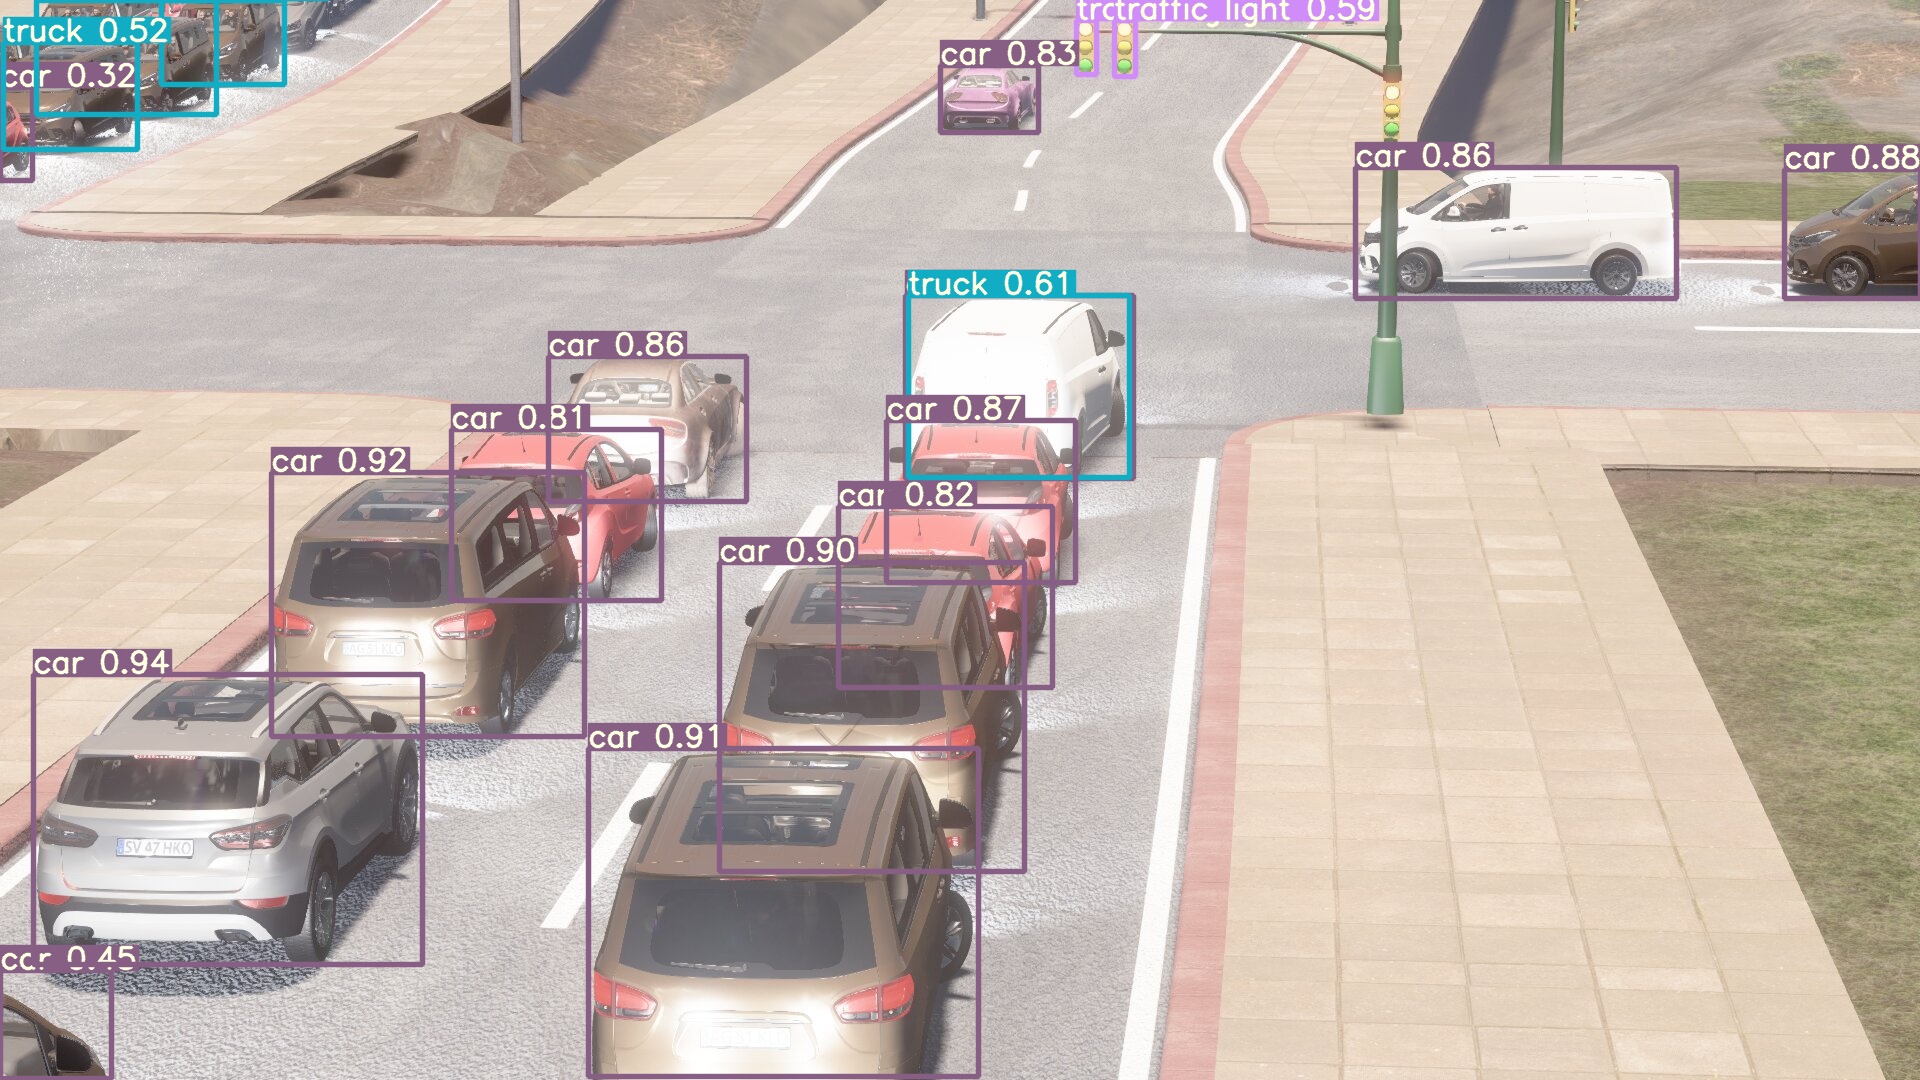 trctraffic_light 0.59
truck 0.52
car 0.83
car 0.32
car 0.86
car 0.88
truck 0.61
car 0.86
car 0.87
car 0.81
car 0.92
car 0.82
car 0.90
car 0.94
car 0.91
SV 47 HKO
car 0.45